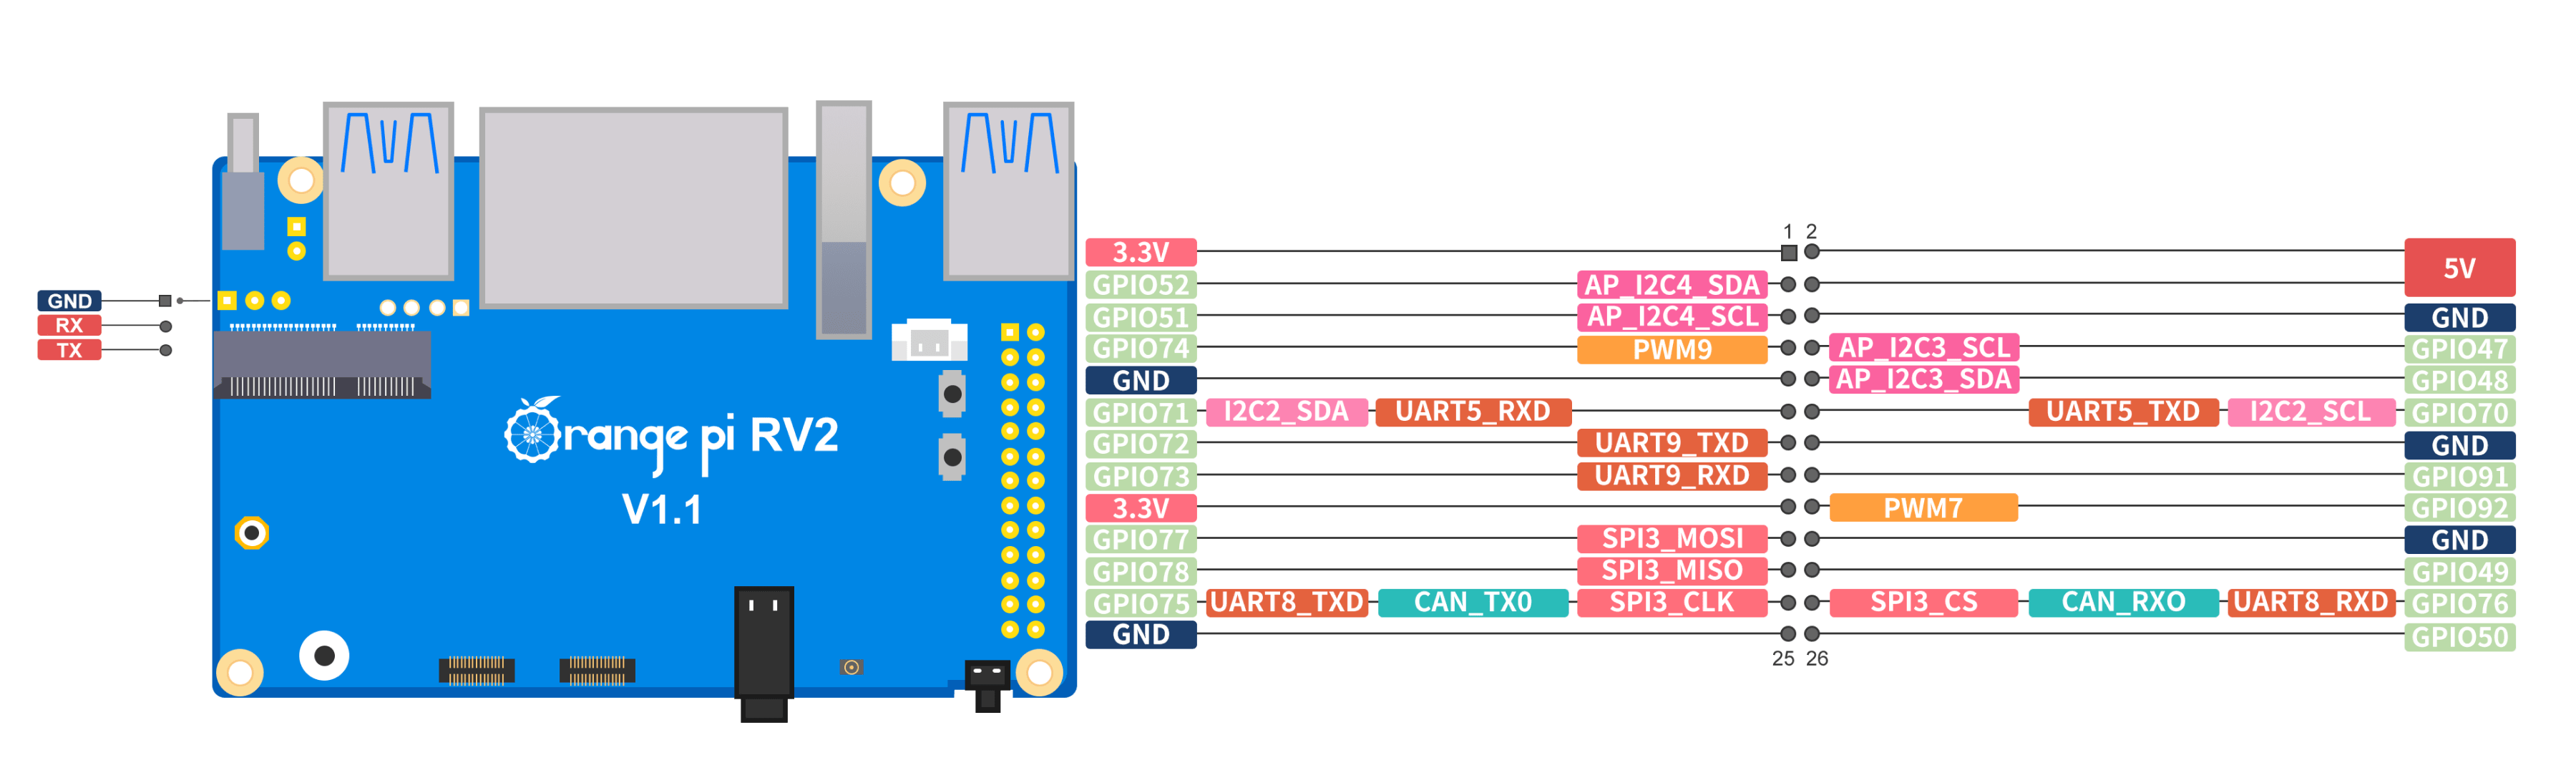 1 2
3.3V 5V
GPIO52 AP_I2C4_SDA
GPIO51 AP_I2C4_SCL GND
GPIO74 PWM9 AP_I2C3_SCL GPIO47
GND AP_I2C3_SDA GPIO48
GPIO71 I2C2_SDA UART5_RXD UART5_TXD I2C2_SCL GPIO70
GPIO72 UART9_TXD GND
GPIO73 UART9_RXD GPIO91
3.3V PWM7 GPIO92
GPIO77 SPI3_MOSI GND
GPIO78 SPI3_MISO GPIO49
GPIO75 UART8_TXD CAN_TX0 SPI3_CLK SPI3_CS CAN_RXO UART8_RXD GPIO76
GND GPIO50
25 26
GND
RX
TX
Orange pi RV2
V1.1